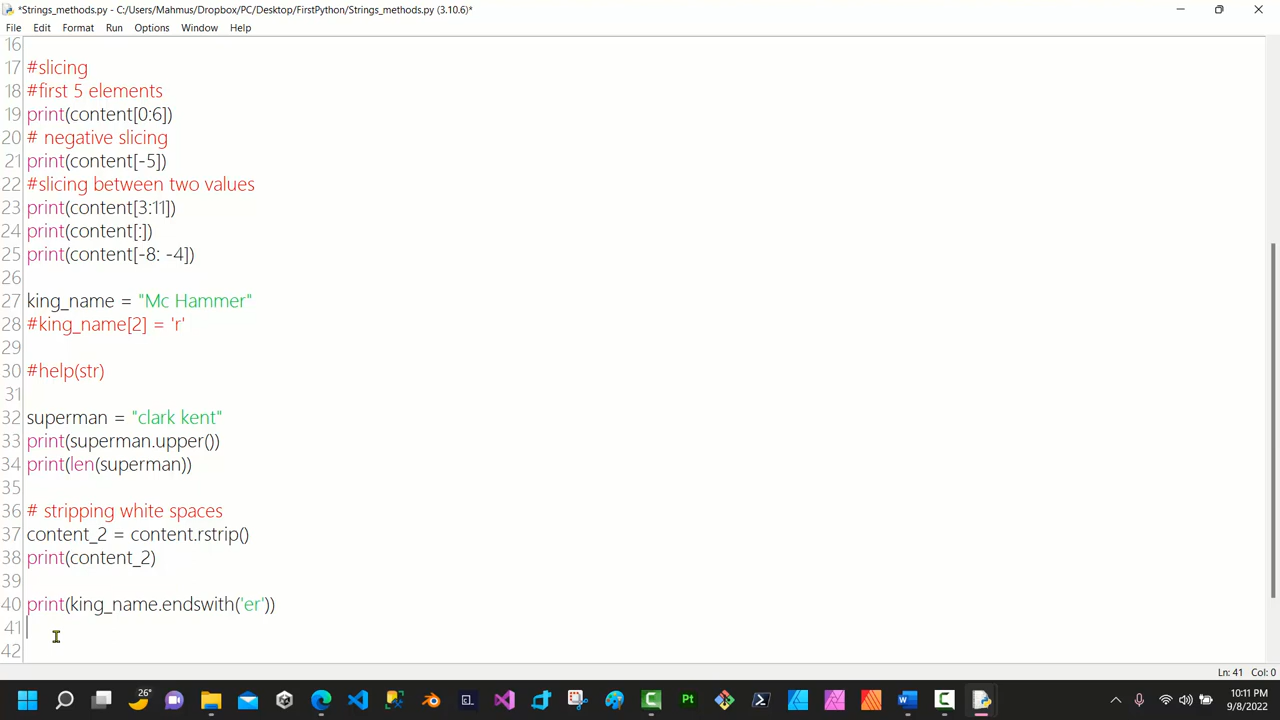 *Strings_methods.py - C:/Users/Mahmus/Dropbox/PC/Desktop/FirstPython/Strings_methods.py (3.10.6)*
File Edit Format Run Options Window Help
16
17 #slicing
18 #first 5 elements
19 print(content[0:6])
20 # negative slicing
21 print(content[-5])
22 #slicing between two values
23 print(content[3:11])
24 print(content[:])
25 print(content[-8: -4])
26
27 king_name = "Mc Hammer"
28 #king_name[2] = 'r'
29
30 #help(str)
31
32 superman = "clark kent"
33 print(superman.upper())
34 print(len(superman))
35
36 # stripping white spaces
37 content_2 = content.rstrip()
38 print(content_2)
39
40 print(king_name.endswith('er'))
41
42
Ln: 41 Col: 0
26°
Pt
10:11 PM
9/8/2022